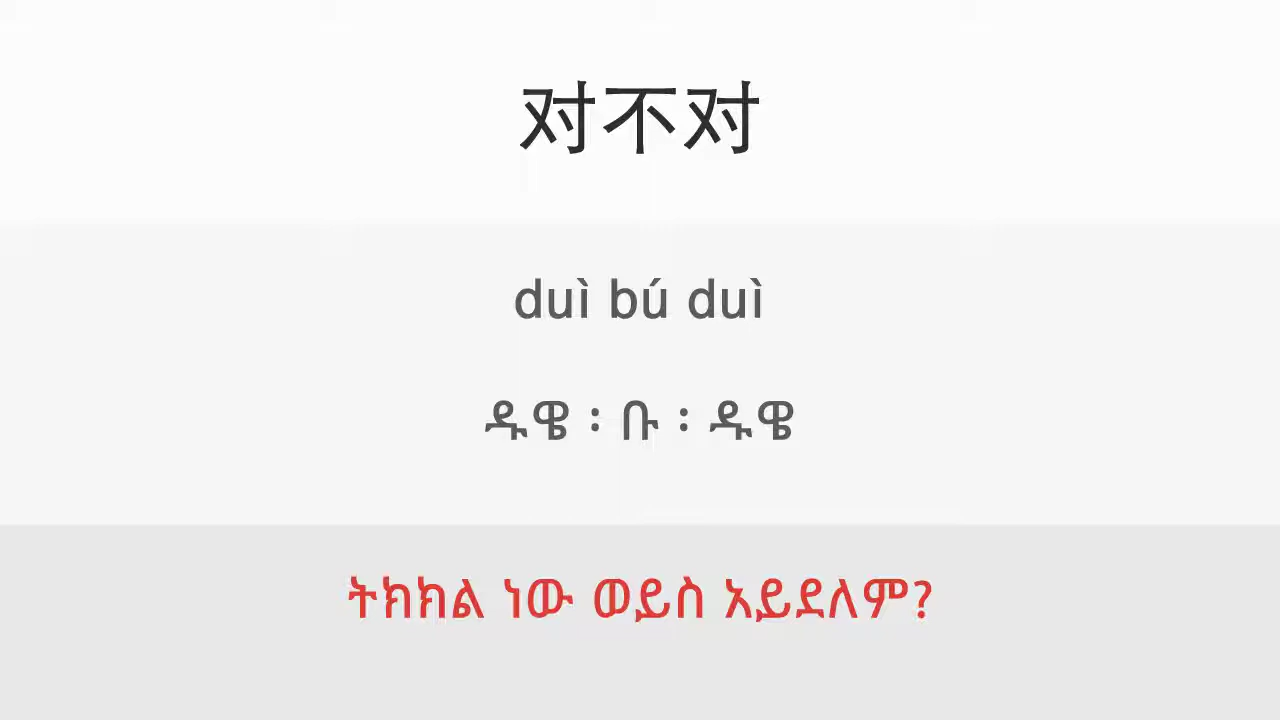 对不对
duì bú duì
ዱዌ ፡ ቡ ፡ ዱዌ
ትክክል ነው ወይስ አይደለም?